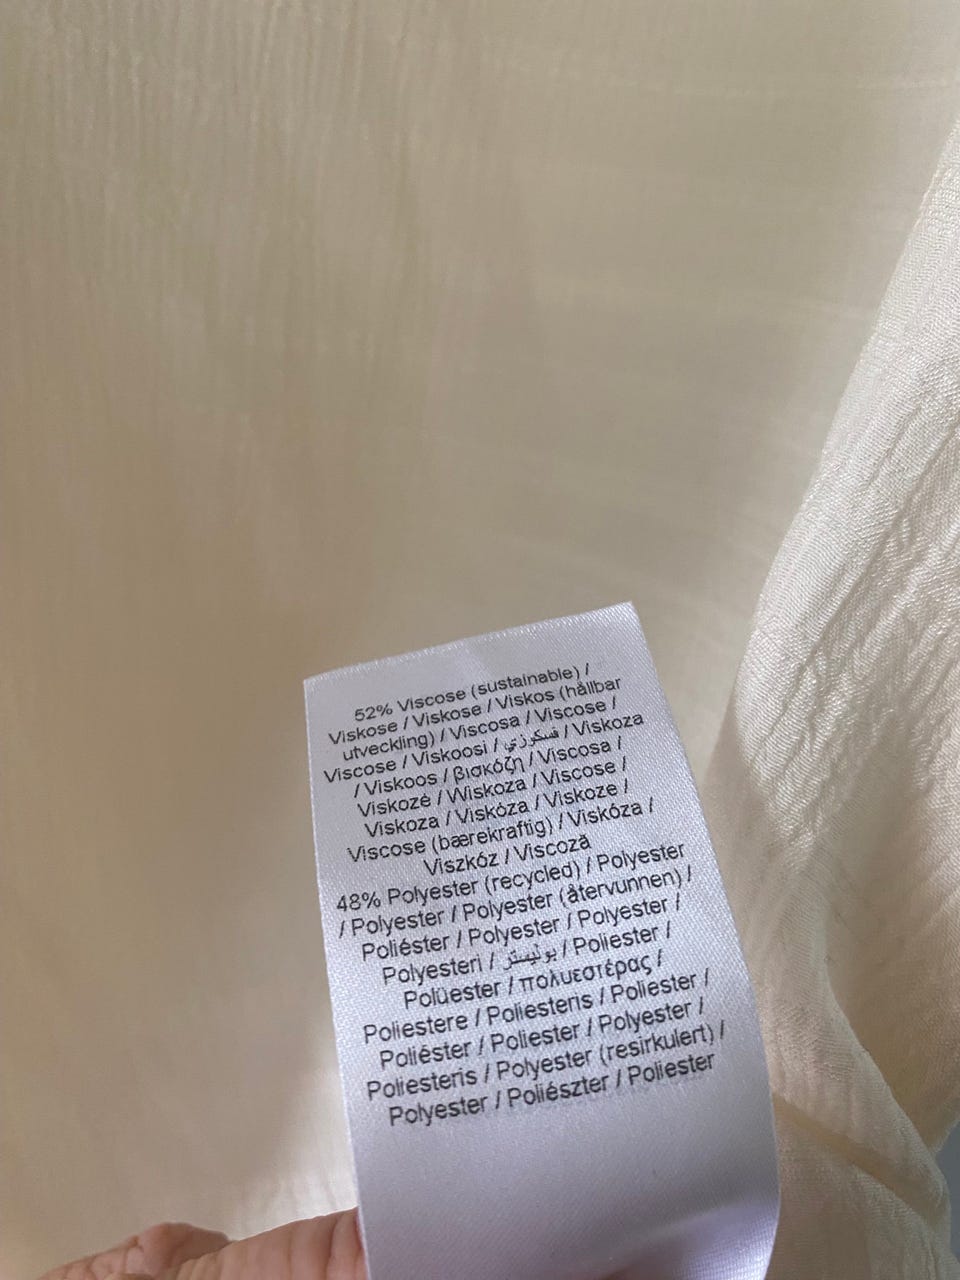 52% Viscose (sustainable) /
Viskose / Viskose / Viskos (hållbar
utveckling) / Viscosa / Viscose /
Viscose / Viskoosi / فسكوزتي / Viskoza
/ Viskoos / βισκόζη / Viscosa /
Viskozė / Wiskoza / Viscose /
Viskoza / Viskóza / Viskoze /
Viscose (bærekraftig) / Viskóza /
Viszkóz / Viscoză
48% Polyester (recycled) / Polyester
/ Polyester / Polyester (återvunnen) /
Poliéster / Polyester / Polyester /
Polyesteri / بوليستر / Poliester /
Polüester / πολυεστέρας /
Poliestere / Poliesteris / Poliester /
Poliéster / Poliester / Polyester /
Poliesteris / Polyester (resirkulert) /
Polyester / Poliészter / Poliester